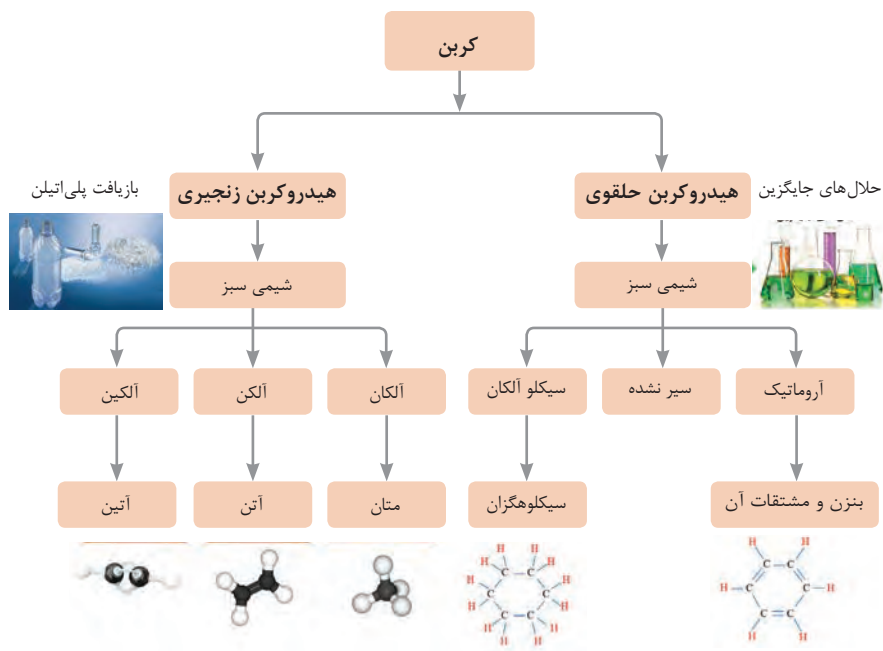 کربن
هیدروکربن حلقوی
هیدروکربن زنجیری
حلال‌های جایگزین
بازیافت پلی‌اتیلن
شیمی سبز
شیمی سبز
آروماتیک
سیر نشده
سیکلو آلکان
آلکان
آلکن
آلکین
بنزن و مشتقات آن
سیکلوهگزان
متان
آتن
آتین
H H
C C
H C C H
C C
H H
H H H H
H C C H
H C C H
H C C H
H H H H